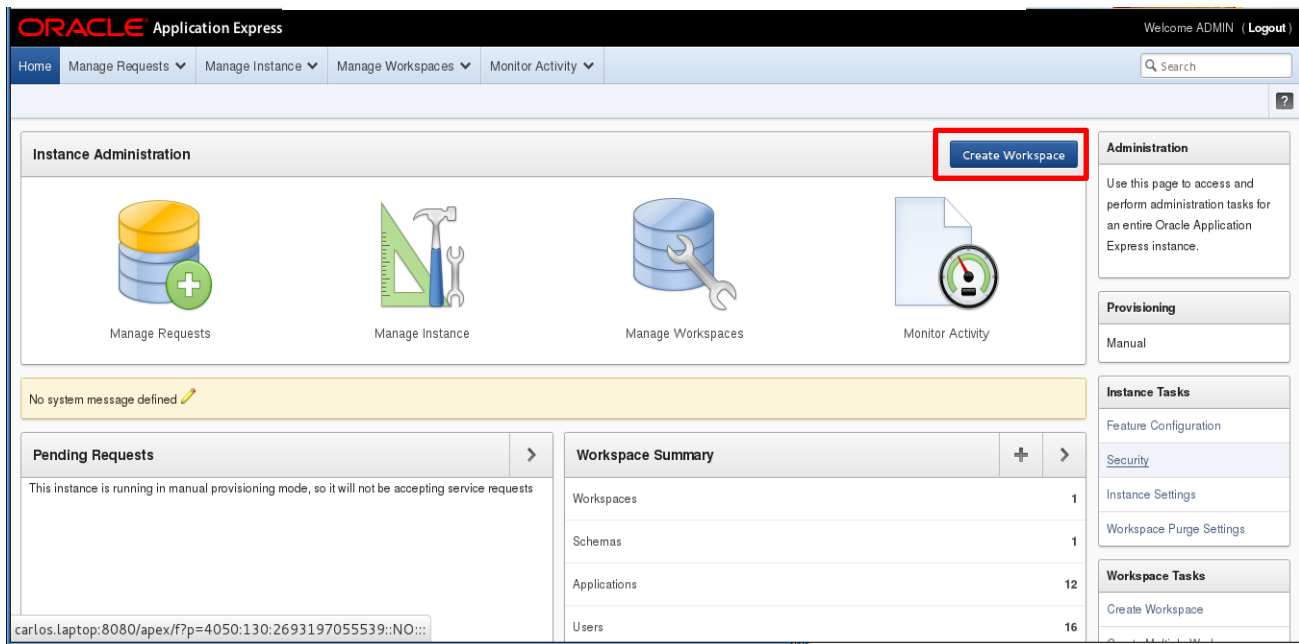 ORACLE Application Express
Welcome ADMIN ( Logout )
Home Manage Requests Manage Instance Manage Workspaces Monitor Activity
Search
?
Instance Administration
Create Workspace
Manage Requests Manage Instance Manage Workspaces Monitor Activity
No system message defined
Pending Requests
This instance is running in manual provisioning mode, so it will not be accepting service requests
Workspace Summary
Workspaces 1
Schemas 1
Applications 12
Users 16
Administration
Use this page to access and
perform administration tasks for
an entire Oracle Application
Express instance.
Provisioning
Manual
Instance Tasks
Feature Configuration
Security
Instance Settings
Workspace Purge Settings
Workspace Tasks
Create Workspace
carlos.laptop:8080/apex/f?p=4050:130:2693197055539::NO:::